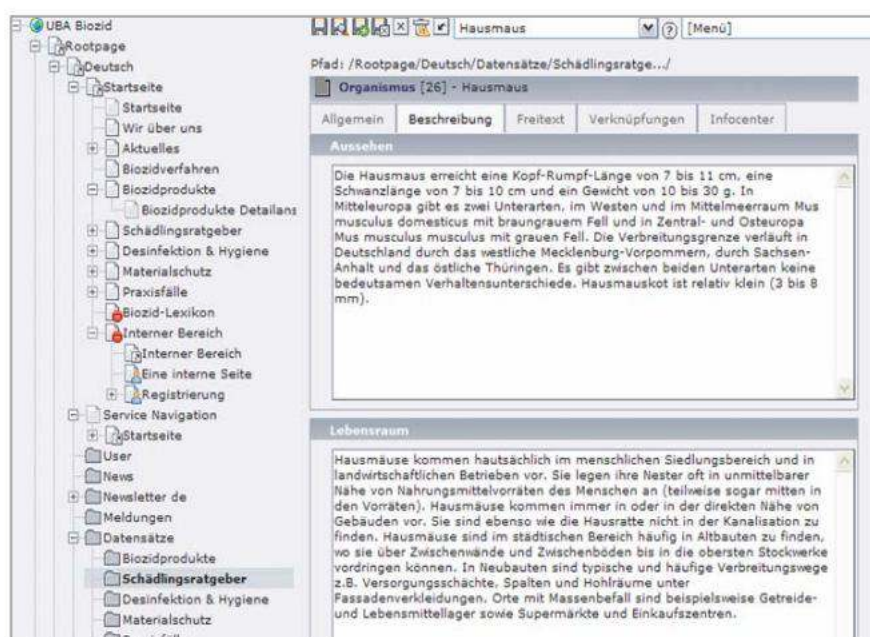 UBA Biozid
Rootpage
Deutsch
Startseite
Startseite
Wir über uns
Aktuelles
Biozidverfahren
Biozidprodukte
Biozidprodukte Detailans
Schädlingsratgeber
Desinfektion & Hygiene
Materialschutz
Praxisfälle
Biozid-Lexikon
Interner Bereich
Interner Bereich
Eine interne Seite
Registrierung
Service Navigation
Startseite
User
News
Newsletter de
Meldungen
Datensätze
Biozidprodukte
Schädlingsratgeber
Desinfektion & Hygiene
Materialschutz
Hausmaus
[Menü]
Pfad: /Rootpage/Deutsch/Datensätze/Schädlingsratge.../
Organismus [26] - Hausmaus
Allgemein Beschreibung Freitext Verknüpfungen Infocenter
Aussehen
Die Hausmaus erreicht eine Kopf-Rumpf-Länge von 7 bis 11 cm, eine
Schwanzlänge von 7 bis 10 cm und ein Gewicht von 10 bis 30 g. In
Mitteleuropa gibt es zwei Unterarten, im Westen und im Mittelmeerraum Mus
musculus domesticus mit braungrauem Fell und in Zentral- und Osteuropa
Mus musculus musculus mit grauen Fell. Die Verbreitungsgrenze verläuft in
Deutschland durch das westliche Mecklenburg-Vorpommern, durch Sachsen-
Anhalt und das östliche Thüringen. Es gibt zwischen beiden Unterarten keine
bedeutsamen Verhaltensunterschiede. Hausmauskot ist relativ klein (3 bis 8
mm).
Lebensraum
Hausmäuse kommen hautsächlich im menschlichen Siedlungsbereich und in
landwirtschaftlichen Betrieben vor. Sie legen ihre Nester oft in unmittelbarer
Nähe von Nahrungsmittelvorräten des Menschen an (teilweise sogar mitten in
den Vorräten). Hausmäuse kommen immer in oder in der direkten Nähe von
Gebäuden vor. Sie sind ebenso wie die Hausratte nicht in der Kanalisation zu
finden. Hausmäuse sind im städtischen Bereich häufig in Altbauten zu finden,
wo sie über Zwischenwände und Zwischenböden bis in die obersten Stockwerke
vordringen können. In Neubauten sind typische und häufige Verbreitungswege
z.B. Versorgungsschächte, Spalten und Hohlräume unter
Fassadenverkleidungen. Orte mit Massenbefall sind beispielsweise Getreide-
und Lebensmittellager sowie Supermärkte und Einkaufszentren.